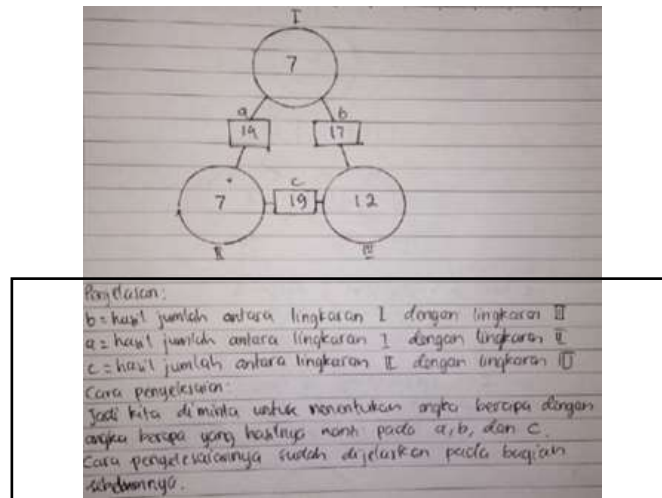 I
7
a
b
14
17
c
7
19
12
II
III
Penjelasan:
b = hasil jumlah antara lingkaran I dengan lingkaran III
a = hasil jumlah antara lingkaran I dengan lingkaran II
c = hasil jumlah antara lingkaran II dengan lingkaran III
Cara penyelesaian:
Jadi kita diminta untuk menentukan angka berapa dengan
angka berapa yang hasilnya nanti pada a, b, dan c.
Cara penyelesaiannya sudah dijelaskan pada bagian
sebelumnya.